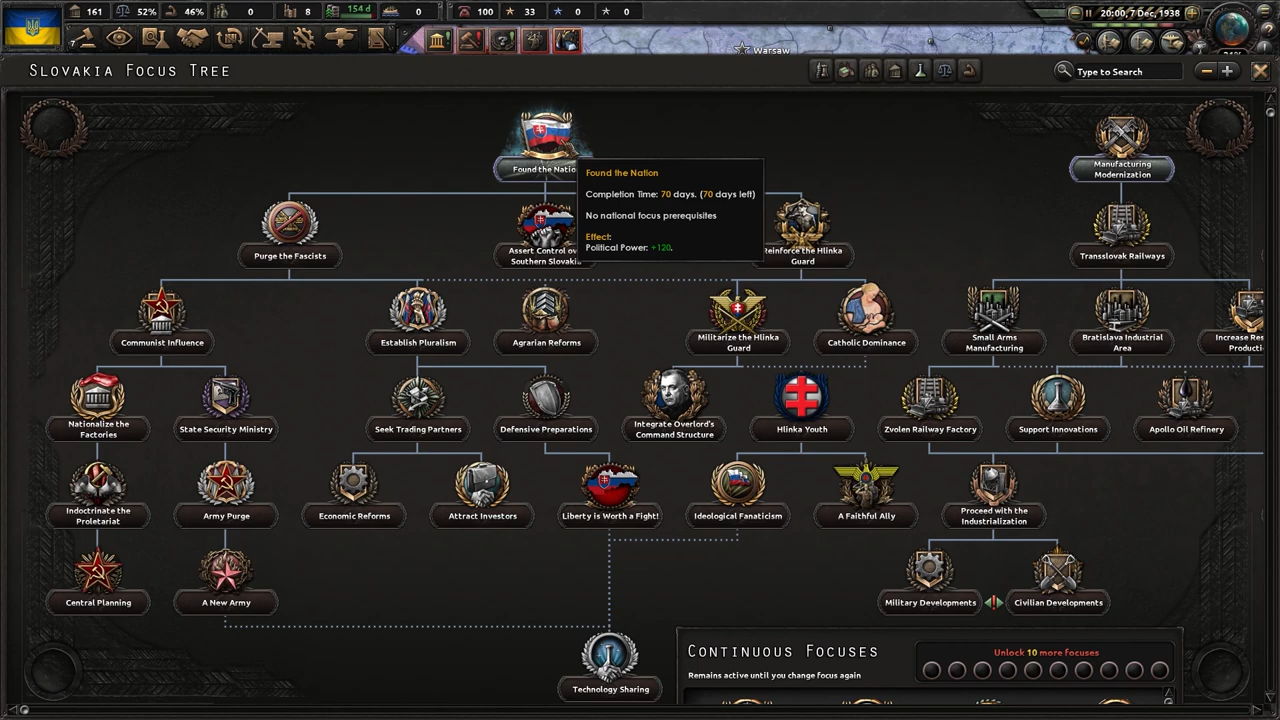 161
52%
46%
0
8
154 d
0
100
33
0
0
20:00, 7 Dec, 1938
7
Warsaw
Slovakia Focus Tree
Type to Search
Found the Natio
Manufacturing
Modernization
Found the Nation
Completion Time: 70 days. (70 days left)
No national focus prerequisites
Effect:
Political Power: +120.
Purge the Fascists
Assert Control ov
Southern Slovaki
Reinforce the Hlinka
Guard
Transslovak Railways
Communist Influence
Establish Pluralism
Agrarian Reforms
Militarize the Hlinka
Guard
Catholic Dominance
Small Arms
Manufacturing
Bratislava Industrial
Area
Increase Res
Producti
Nationalize the
Factories
State Security Ministry
Seek Trading Partners
Defensive Preparations
Integrate Overlord's
Command Structure
Hlinka Youth
Zvolen Railway Factory
Support Innovations
Apollo Oil Refinery
Indoctrinate the
Proletariat
Army Purge
Economic Reforms
Attract Investors
Liberty is Worth a Fight!
Ideological Fanaticism
A Faithful Ally
Proceed with the
Industrialization
Central Planning
A New Army
Military Developments
Civilian Developments
Technology Sharing
Continuous Focuses
Remains active until you change focus again
Unlock 10 more focuses